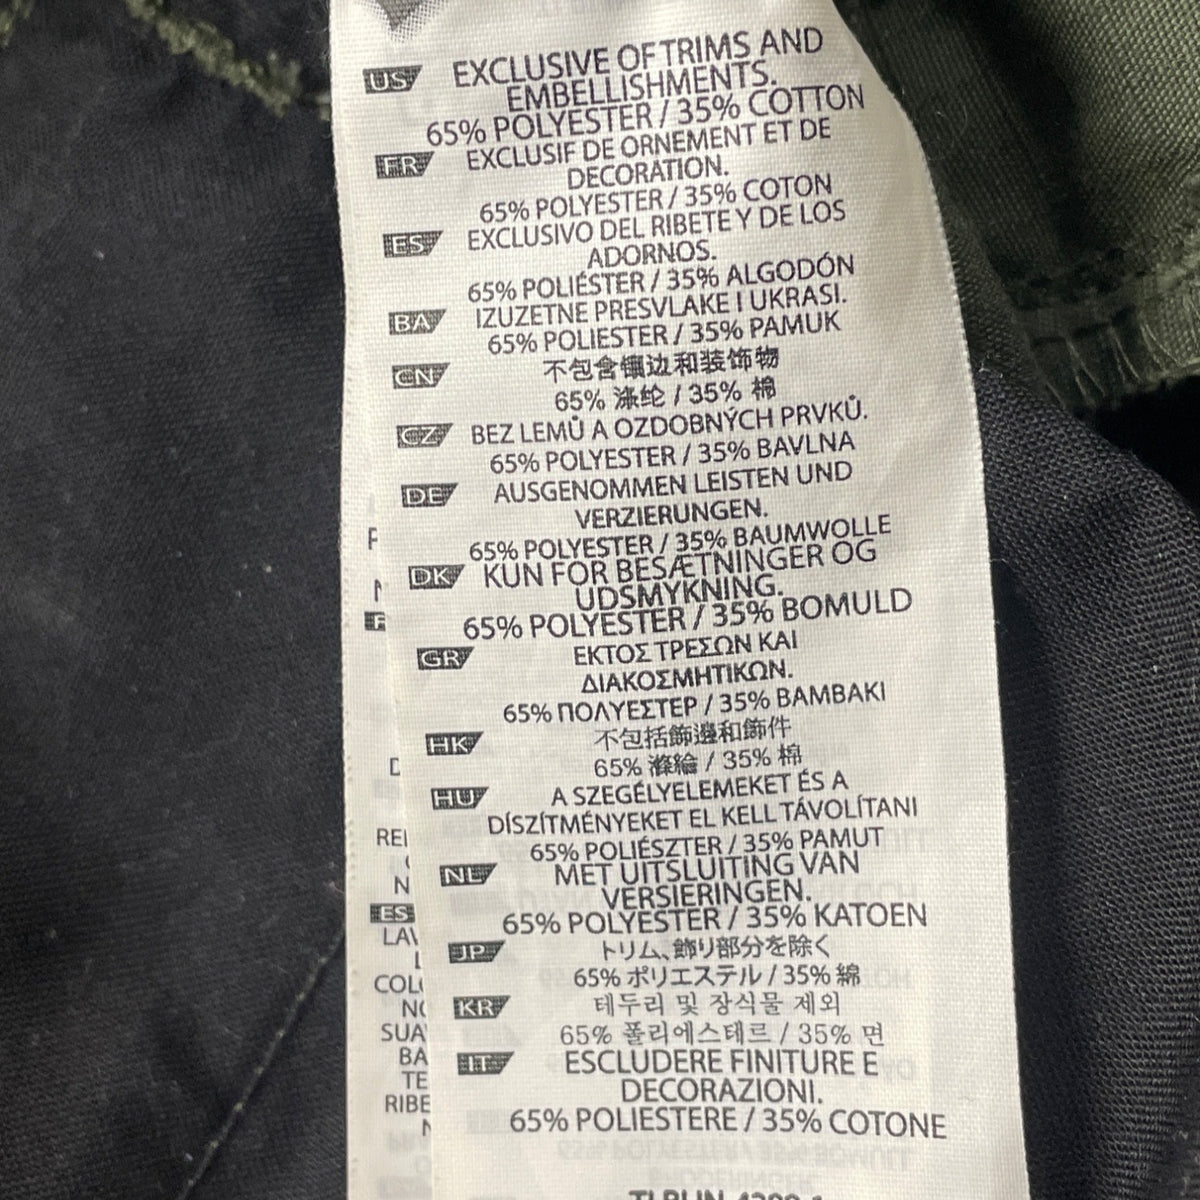 US EXCLUSIVE OF TRIMS AND
EMBELLISHMENTS.
65% POLYESTER / 35% COTTON
FR EXCLUSIF DE ORNEMENT ET DE
DECORATION.
65% POLYESTER / 35% COTON
ES EXCLUSIVO DEL RIBETE Y DE LOS
ADORNOS.
65% POLIÉSTER / 35% ALGODÓN
BA IZUZETNE PRESVLAKE I UKRASI.
65% POLIESTER / 35% PAMUK
CN 不包含镶边和装饰物
65% 涤纶 / 35% 棉
CZ BEZ LEMŮ A OZDOBNÝCH PRVKŮ.
65% POLYESTER / 35% BAVLNA
DE AUSGENOMMEN LEISTEN UND
VERZIERUNGEN.
65% POLYESTER / 35% BAUMWOLLE
DK KUN FOR BESÆTNINGER OG
UDSMYKNING.
65% POLYESTER / 35% BOMULD
GR ΕΚΤΟΣ ΤΡΕΣΩΝ ΚΑΙ
ΔΙΑΚΟΣΜΗΤΙΚΩΝ.
65% ΠΟΛΥΕΣΤΕΡ / 35% ΒΑΜΒΑΚΙ
HK 不包括飾邊和飾件
65% 滌綸 / 35% 棉
HU A SZEGÉLYELEMEKET ÉS A
DÍSZÍTMÉNYEKET EL KELL TÁVOLÍTANI
65% POLIÉSZTER / 35% PAMUT
NL MET UITSLUITING VAN
VERSIERINGEN.
65% POLYESTER / 35% KATOEN
JP トリム、飾り部分を除く
65% ポリエステル / 35% 綿
KR 테두리 및 장식물 제외
65% 폴리에스테르 / 35% 면
IT ESCLUDERE FINITURE E
DECORAZIONI.
65% POLIESTERE / 35% COTONE
ES